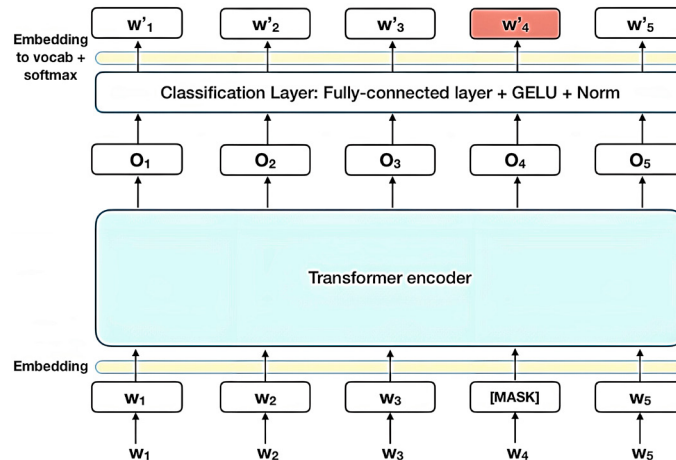 w'₁ w'₂ w'₃ w'₄ w'₅
Embedding
to vocab +
softmax
Classification Layer: Fully-connected layer + GELU + Norm
O₁ O₂ O₃ O₄ O₅
Transformer encoder
Embedding
w₁ w₂ w₃ [MASK] w₅
w₁ w₂ w₃ w₄ w₅